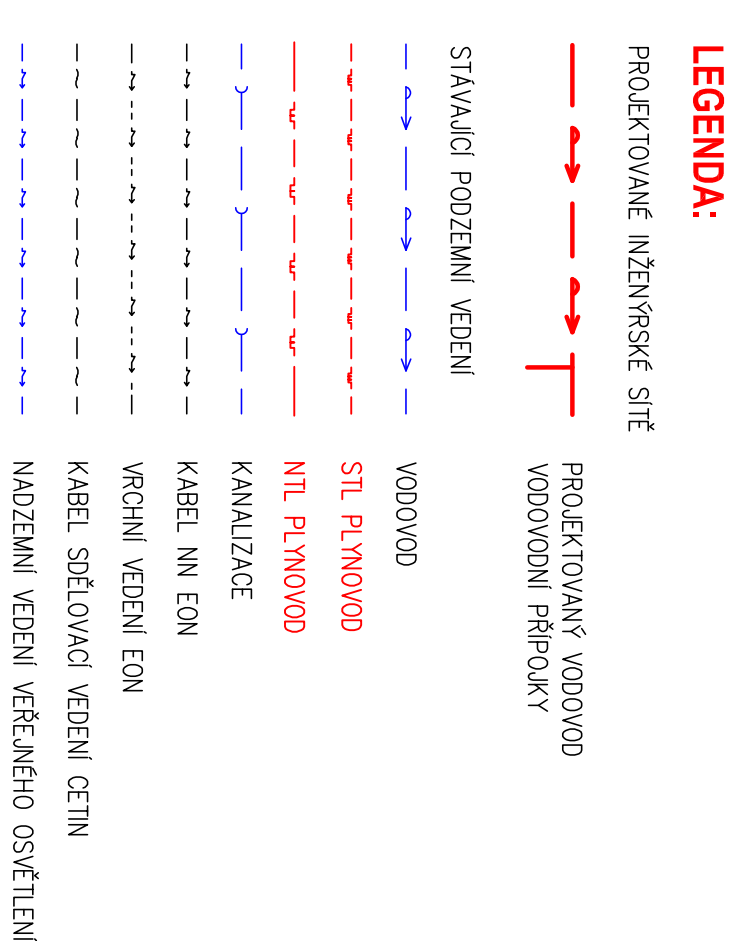 LEGENDA:
PROJEKTOVANÉ INŽENÝRSKÉ SÍTĚ
PROJEKTOVANÝ VODOVOD
VODOVODNÍ PŘÍPOJKY
STÁVAJÍCÍ PODZEMNÍ VEDENÍ
VODOVOD
STL PLYNOVOD
NTL PLYNOVOD
KANALIZACE
KABEL NN EON
VRCHNÍ VEDENÍ EON
KABEL SDĚLOVACÍ VEDENÍ CETIN
NADZEMNÍ VEDENÍ VEŘEJNÉHO OSVĚTLENÍ